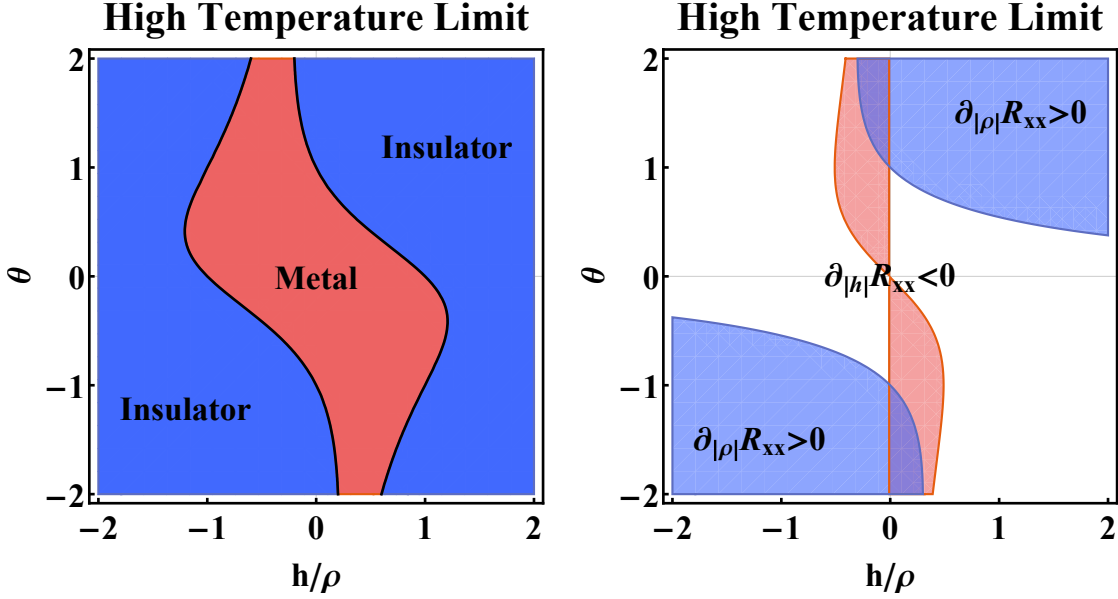 High Temperature Limit
2
1
0
−1
−2
θ
Insulator
Metal
Insulator
−2 −1 0 1 2
h/ρ
High Temperature Limit
2
1
0
−1
−2
θ
∂|ρ|Rxx>0
∂|h|Rxx<0
∂|ρ|Rxx>0
−2 −1 0 1 2
h/ρ